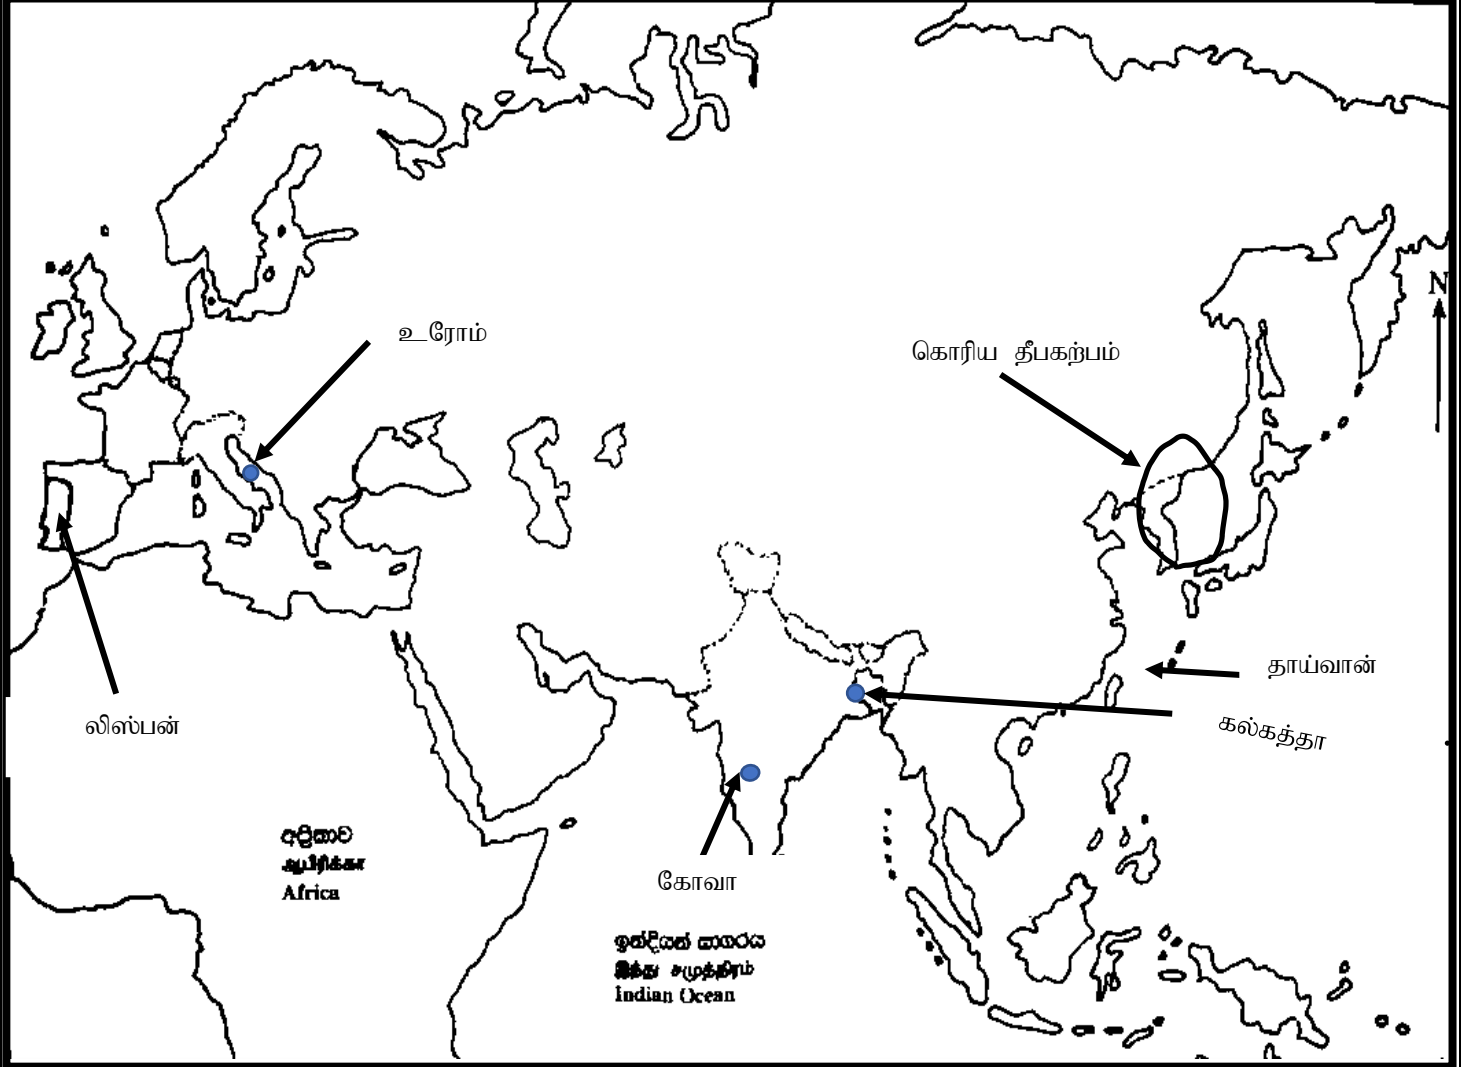 N
உரோம்
கொரிய தீபகற்பம்
தாய்வான்
லிஸ்பன்
கல்கத்தா
අප්‍රිකාව
ஆபிரிக்கா
Africa
கோவா
ඉන්දියන් සාගරය
இந்து சமுத்திரம்
Indian Ocean